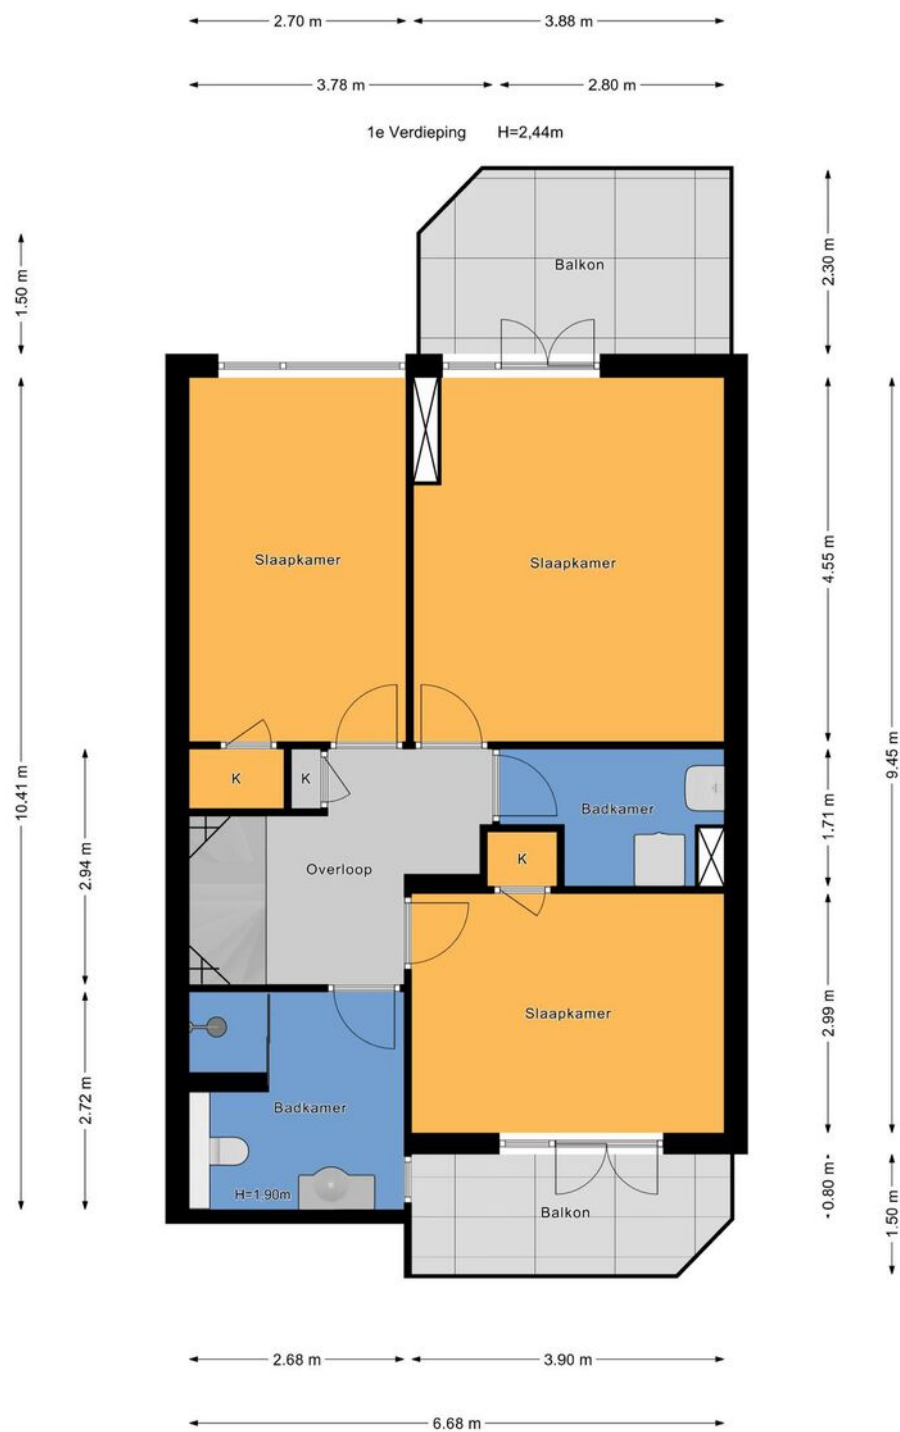 2.70 m 3.88 m
3.78 m 2.80 m
1e Verdieping H=2,44m
1.50 m
2.30 m
Balkon
Slaapkamer
Slaapkamer
4.55 m
10.41 m
9.45 m
K
K
Badkamer
1.71 m
K
Overloop
2.94 m
Slaapkamer
2.99 m
Badkamer
2.72 m
H=1.90m
Balkon
0.80 m
1.50 m
2.68 m 3.90 m
6.68 m